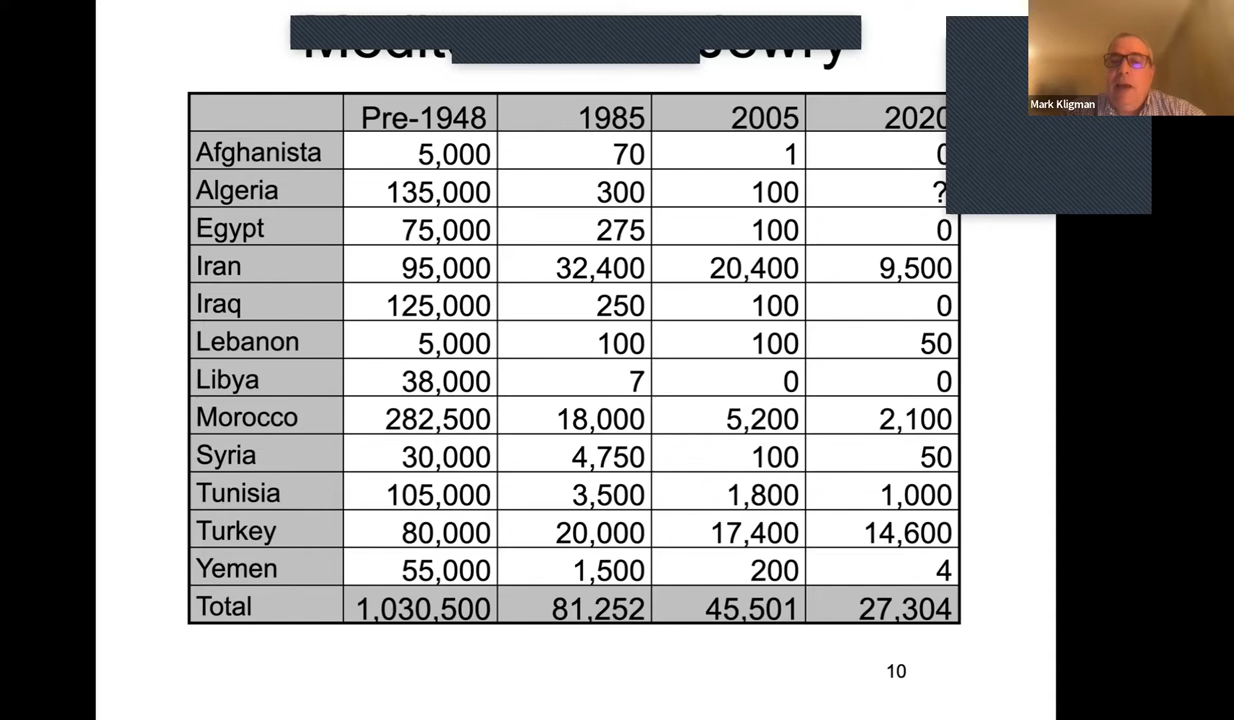 Mark Kligman
Pre-1948 1985 2005 2020
Afghanista 5,000 70 1 0
Algeria 135,000 300 100 ?
Egypt 75,000 275 100 0
Iran 95,000 32,400 20,400 9,500
Iraq 125,000 250 100 0
Lebanon 5,000 100 100 50
Libya 38,000 7 0 0
Morocco 282,500 18,000 5,200 2,100
Syria 30,000 4,750 100 50
Tunisia 105,000 3,500 1,800 1,000
Turkey 80,000 20,000 17,400 14,600
Yemen 55,000 1,500 200 4
Total 1,030,500 81,252 45,501 27,304
10